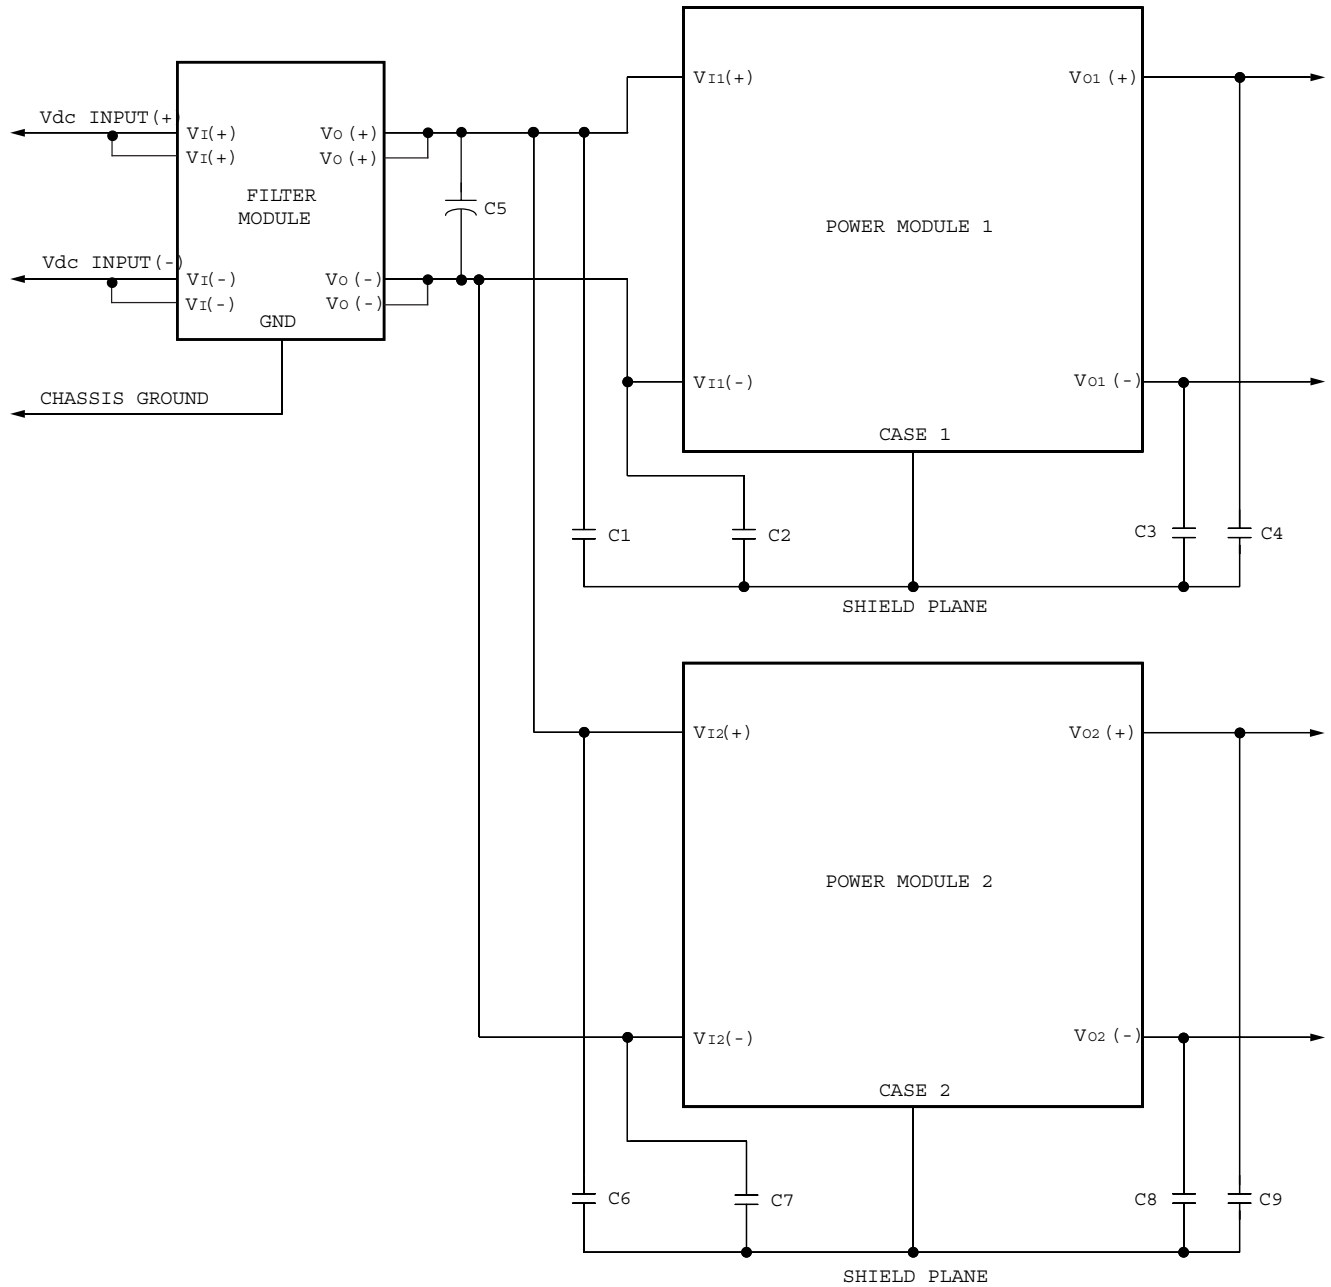 Vdc INPUT(+)
VI(+)
VI(+)
VO(+)
VO(+)
FILTER
MODULE
Vdc INPUT(-)
VI(-)
VI(-)
VO(-)
VO(-)
GND
CHASSIS GROUND
C5
VI1(+)
VO1(+)
POWER MODULE 1
VI1(-)
VO1(-)
CASE 1
C1
C2
C3
C4
SHIELD PLANE
VI2(+)
VO2(+)
POWER MODULE 2
VI2(-)
VO2(-)
CASE 2
C6
C7
C8
C9
SHIELD PLANE